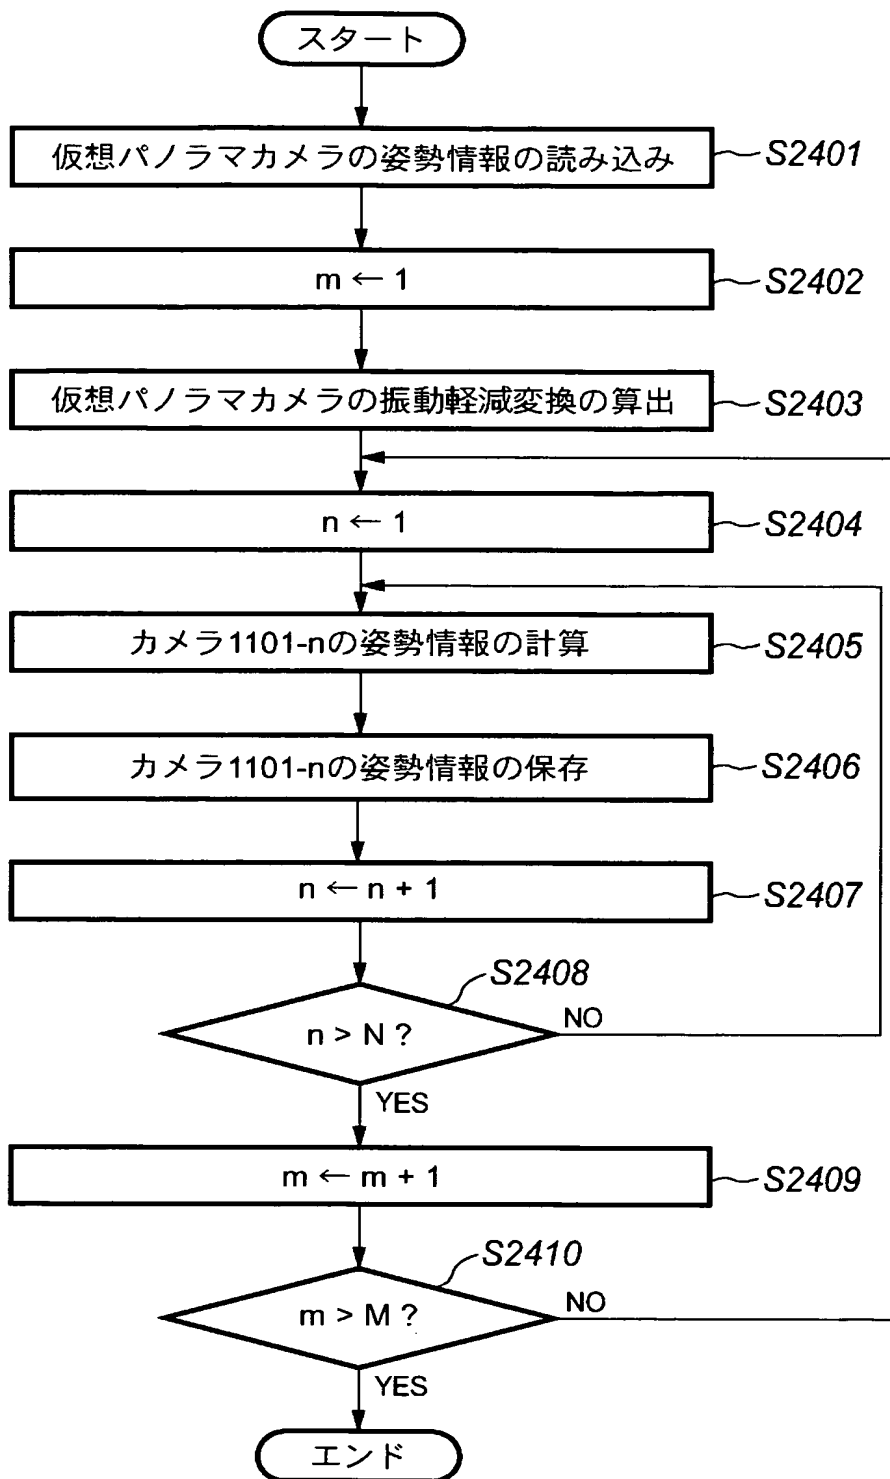 スタート
仮想パノラマカメラの姿勢情報の読み込み
S2401
m ← 1
S2402
仮想パノラマカメラの振動軽減変換の算出
S2403
n ← 1
S2404
カメラ1101-nの姿勢情報の計算
S2405
カメラ1101-nの姿勢情報の保存
S2406
n ← n + 1
S2407
S2408
n > N ?
NO
YES
m ← m + 1
S2409
S2410
m > M ?
NO
YES
エンド